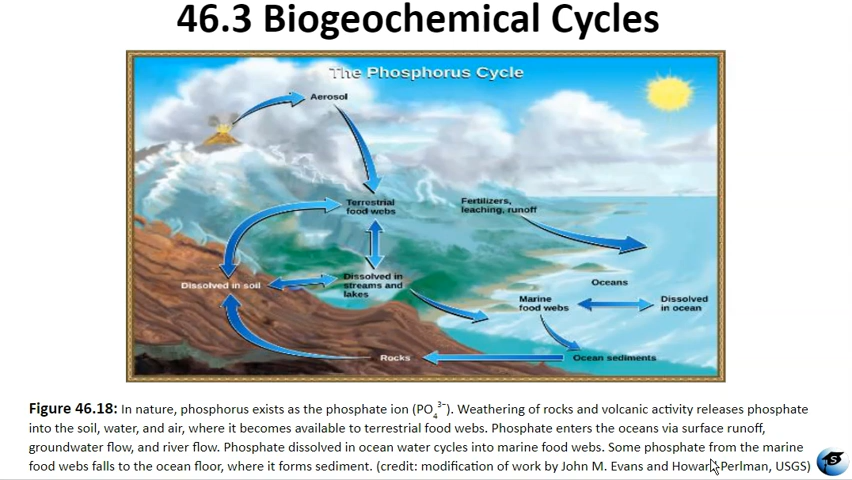 46.3 Biogeochemical Cycles
The Phosphorus Cycle
Aerosol
Terrestrial
food webs
Fertilizers,
leaching, runoff
Dissolved in soil
Dissolved in
streams and
lakes
Oceans
Marine
food webs
Dissolved
in ocean
Rocks
Ocean sediments
Figure 46.18: In nature, phosphorus exists as the phosphate ion (PO₄³⁻). Weathering of rocks and volcanic activity releases phosphate
into the soil, water, and air, where it becomes available to terrestrial food webs. Phosphate enters the oceans via surface runoff,
groundwater flow, and river flow. Phosphate dissolved in ocean water cycles into marine food webs. Some phosphate from the marine
food webs falls to the ocean floor, where it forms sediment. (credit: modification of work by John M. Evans and Howard Perlman, USGS)
S